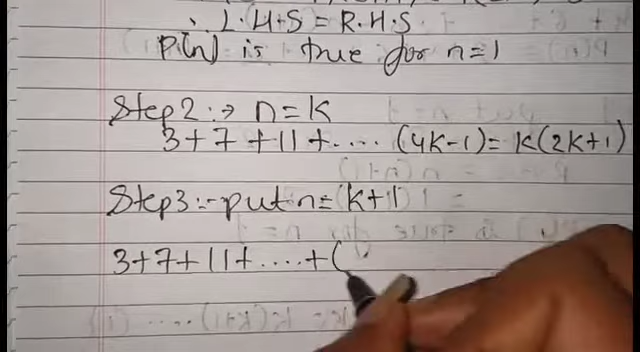 ∴ L.H.S = R.H.S.
P(n) is true for n=1
Step2:→ n=k
3+7+11+.... (4k-1)= k(2k+1)
Step3:- put n= k+1
3+7+11+....+(